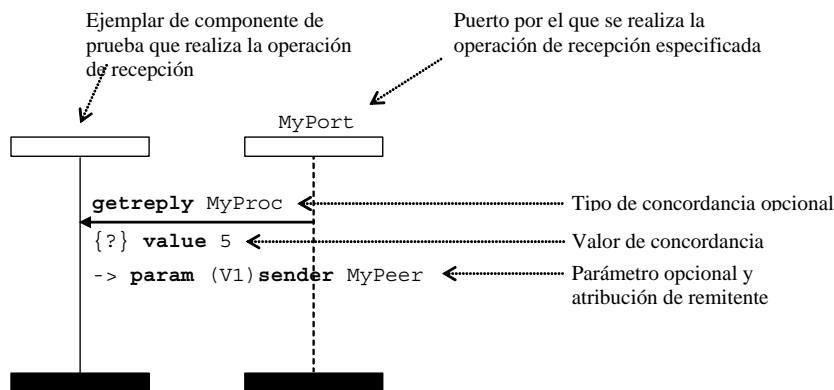 Ejemplar de componente de
prueba que realiza la operación
de recepción
Puerto por el que se realiza la
operación de recepción especificada
MyPort
getreply MyProc
Tipo de concordancia opcional
{?} value 5
Valor de concordancia
-> param (V1)sender MyPeer
Parámetro opcional y
atribución de remitente